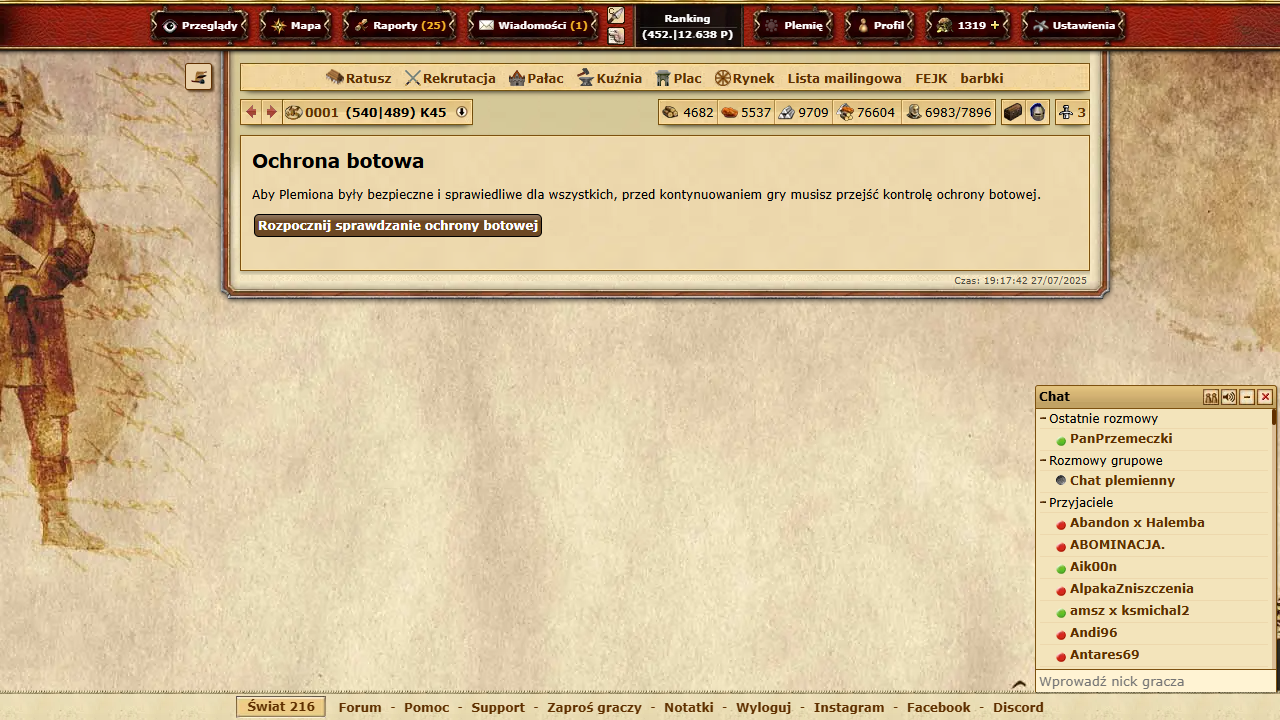 Przeglądy Mapa Raporty (25) Wiadomości (1) Ranking Plemię Profil 1319 + Ustawienia
(452.|12.638 P)
Ratusz Rekrutacja Pałac Kuźnia Plac Rynek Lista mailingowa FEJK barbki
0001 (540|489) K45 4682 5537 9709 76604 6983/7896 3
Ochrona botowa
Aby Plemiona były bezpieczne i sprawiedliwe dla wszystkich, przed kontynuowaniem gry musisz przejść kontrolę ochrony botowej.
Rozpocznij sprawdzanie ochrony botowej
Czas: 19:17:42 27/07/2025
Chat
Ostatnie rozmowy
PanPrzemeczki
Rozmowy grupowe
Chat plemienny
Przyjaciele
Abandon x Halemba
ABOMINACJA.
Aik00n
AlpakaZniszczenia
amsz x ksmichal2
Andi96
Antares69
Wprowadź nick gracza
Świat 216 Forum - Pomoc - Support - Zaproś graczy - Notatki - Wyloguj - Instagram - Facebook - Discord